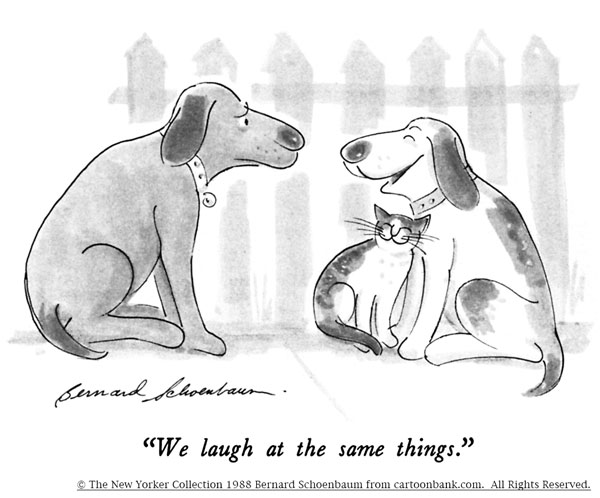 Bernard Schoenbaum.
“We laugh at the same things.”
© The New Yorker Collection 1988 Bernard Schoenbaum from cartoonbank.com. All Rights Reserved.